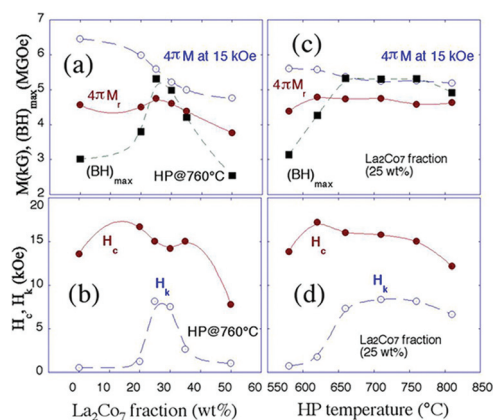 (a)
4πM at 15 kOe
4πMr
(BH)max
HP@760°C
M(kG), (BH)max(MGOe)
7
6
5
4
3
2
(c)
4πM at 15 kOe
4πMr
(BH)max
La2Co7 fraction
(25 wt%)
(b)
Hc
Hk
HP@760°C
Hc, Hk (kOe)
20
15
10
5
0
0 10 20 30 40 50 60
La2Co7 fraction (wt%)
(d)
Hc
Hk
La2Co7 fraction
(25 wt%)
550 600 650 700 750 800 850
HP temperature (°C)